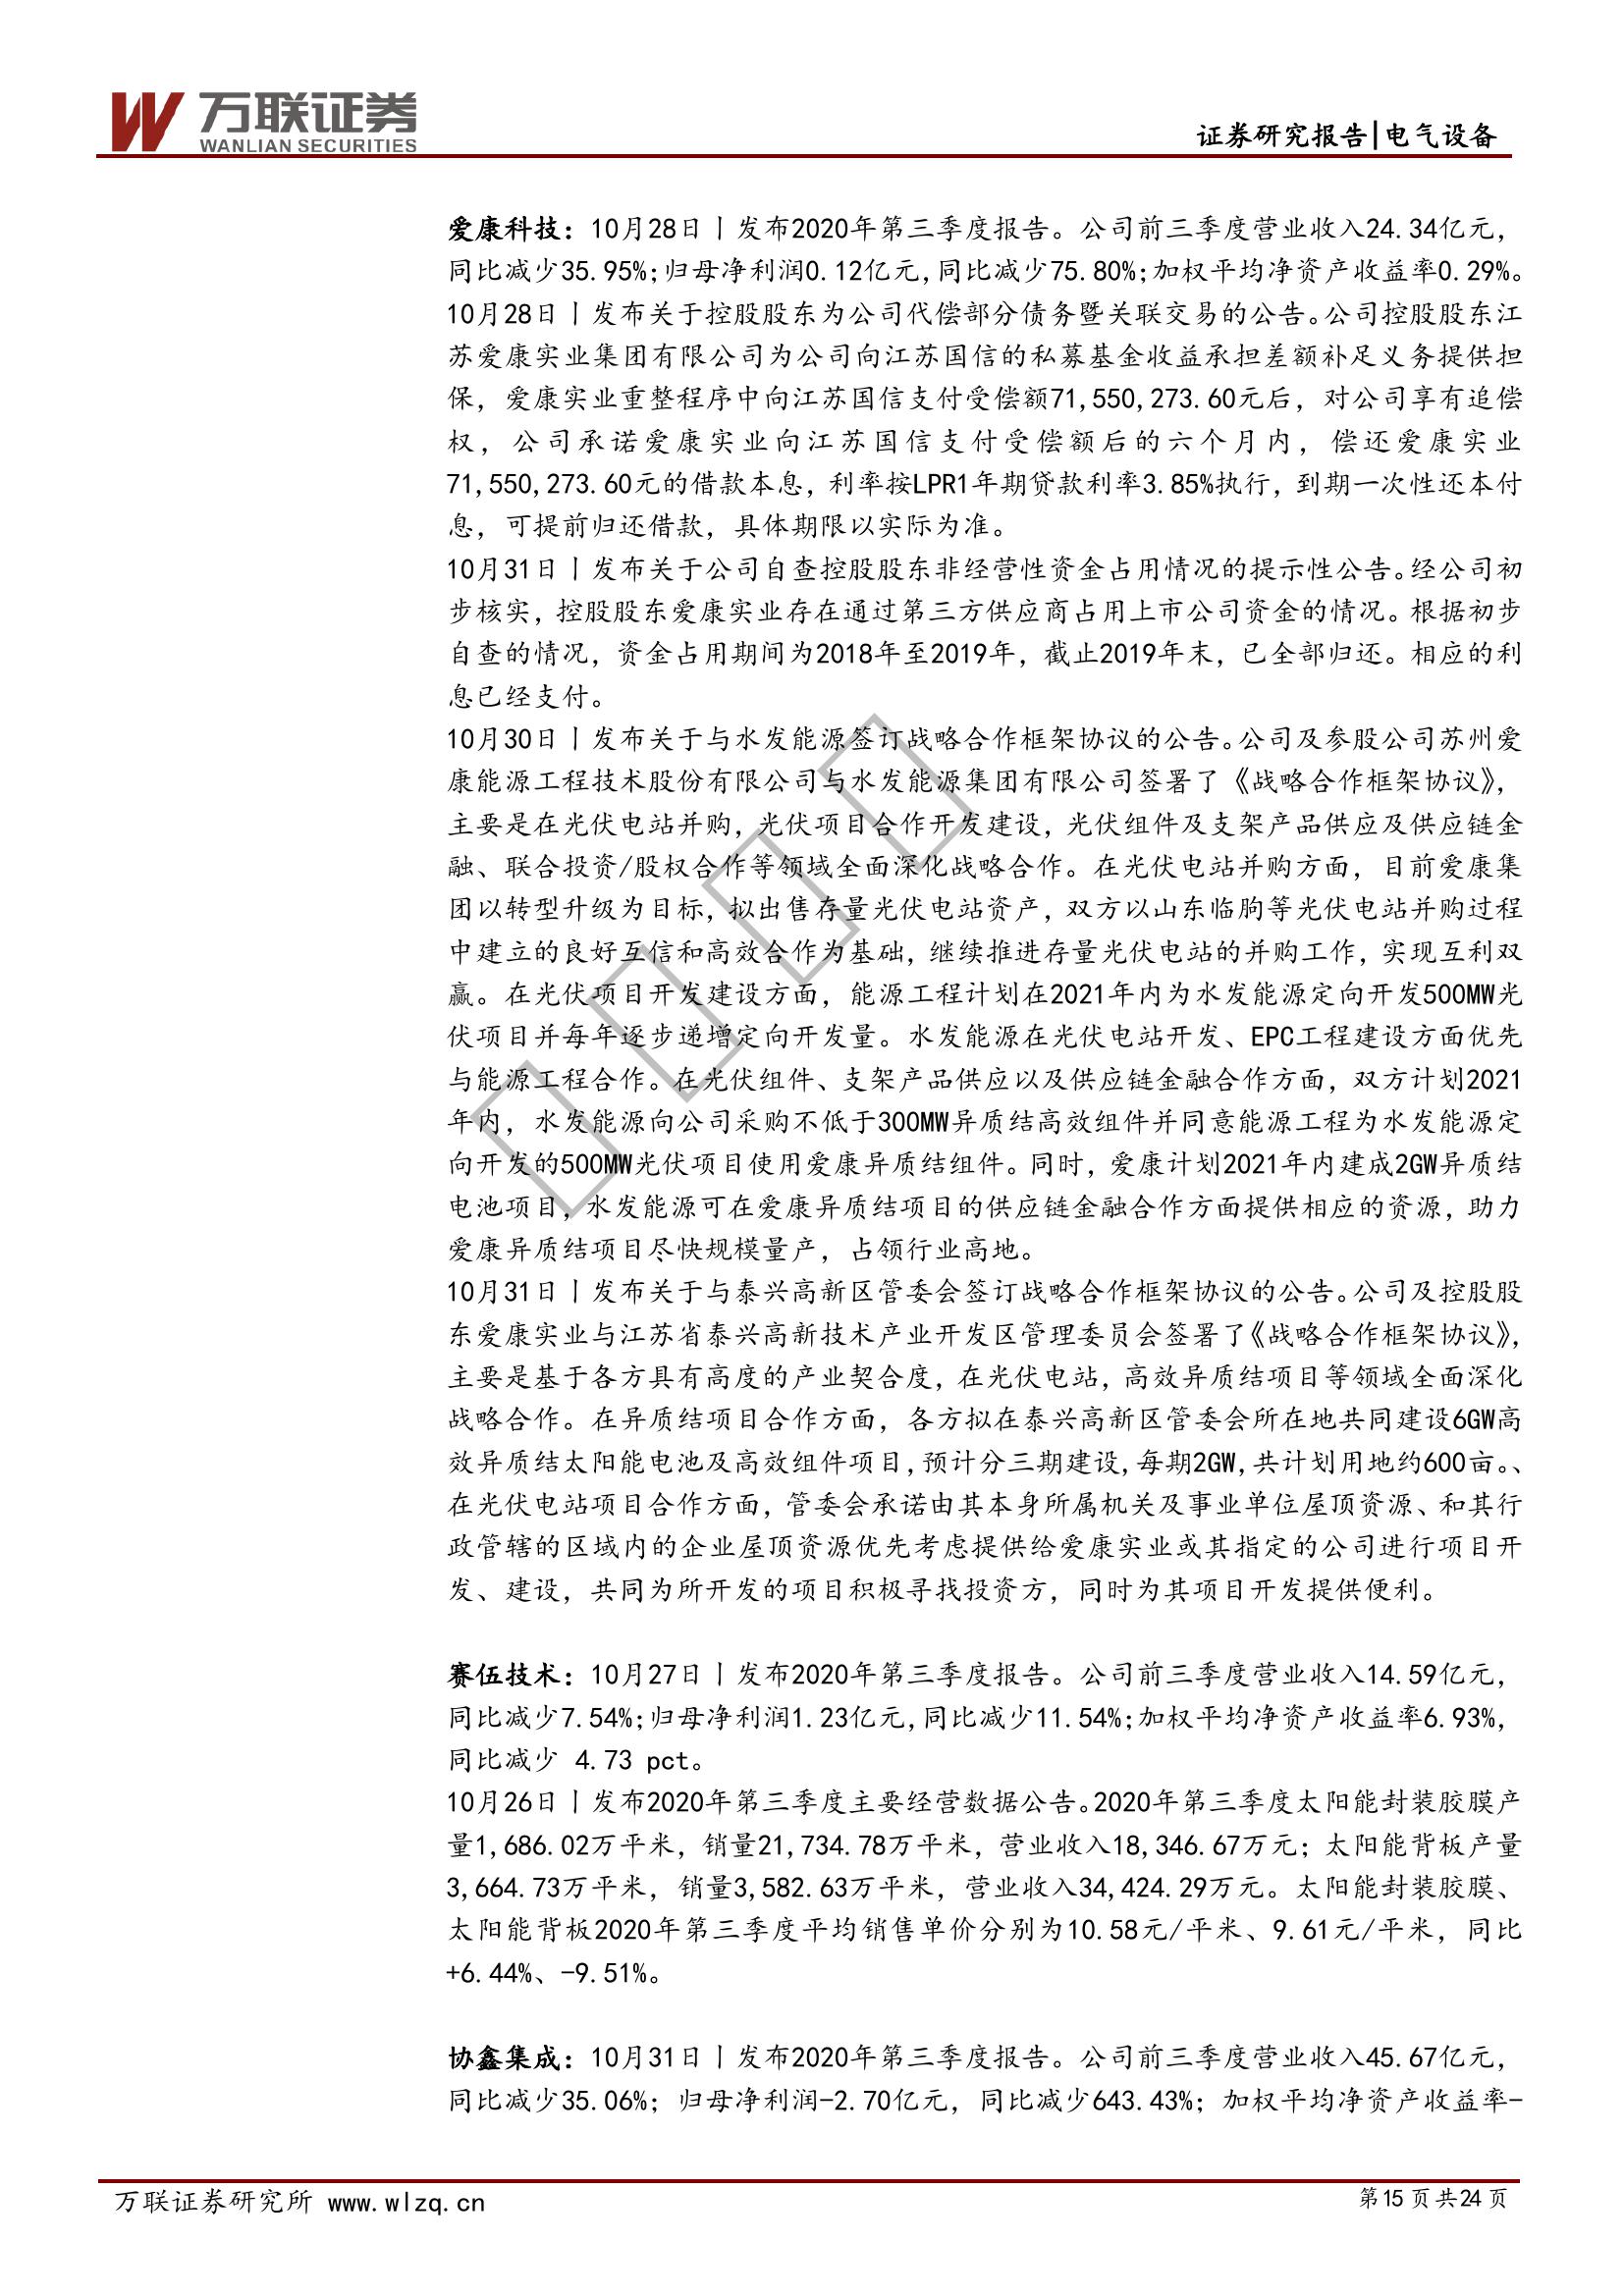 万联证券
WANLIAN SECURITIES
证券研究报告|电气设备
爱康科技：10月28日丨发布2020年第三季度报告。公司前三季度营业收入24.34亿元，
同比减少35.95%;归母净利润0.12亿元,同比减少75.80%;加权平均净资产收益率0.29%。
10月28日丨发布关于控股股东为公司代偿部分债务暨关联交易的公告。公司控股股东江
苏爱康实业集团有限公司为公司向江苏国信的私募基金收益承担差额补足义务提供担
保，爱康实业重整程序中向江苏国信支付受偿额71,550,273.60元后，对公司享有追偿
权，公司承诺爱康实业向江苏国信支付受偿额后的六个月内，偿还爱康实业
71,550,273.60元的借款本息，利率按LPR1年期贷款利率3.85%执行，到期一次性还本付
息，可提前归还借款，具体期限以实际为准。
10月31日丨发布关于公司自查控股股东非经营性资金占用情况的提示性公告。经公司初
步核实，控股股东爱康实业存在通过第三方供应商占用上市公司资金的情况。根据初步
自查的情况，资金占用期间为2018年至2019年，截止2019年末，已全部归还。相应的利
息已经支付。
10月30日丨发布关于与水发能源签订战略合作框架协议的公告。公司及参股公司苏州爱
康能源工程技术股份有限公司与水发能源集团有限公司签署了《战略合作框架协议》，
主要是在光伏电站并购，光伏项目合作开发建设，光伏组件及支架产品供应及供应链金
融、联合投资/股权合作等领域全面深化战略合作。在光伏电站并购方面，目前爱康集
团以转型升级为目标，拟出售存量光伏电站资产，双方以山东临朐等光伏电站并购过程
中建立的良好互信和高效合作为基础，继续推进存量光伏电站的并购工作，实现互利双
赢。在光伏项目开发建设方面，能源工程计划在2021年内为水发能源定向开发500MW光
伏项目并每年逐步递增定向开发量。水发能源在光伏电站开发、EPC工程建设方面优先
与能源工程合作。在光伏组件、支架产品供应以及供应链金融合作方面，双方计划2021
年内，水发能源向公司采购不低于300MW异质结高效组件并同意能源工程为水发能源定
向开发的500MW光伏项目使用爱康异质结组件。同时，爱康计划2021年内建成2GW异质结
电池项目，水发能源可在爱康异质结项目的供应链金融合作方面提供相应的资源，助力
爱康异质结项目尽快规模量产，占领行业高地。
10月31日丨发布关于与泰兴高新区管委会签订战略合作框架协议的公告。公司及控股股
东爱康实业与江苏省泰兴高新技术产业开发区管理委员会签署了《战略合作框架协议》，
主要是基于各方具有高度的产业契合度，在光伏电站，高效异质结项目等领域全面深化
战略合作。在异质结项目合作方面，各方拟在泰兴高新区管委会所在地共同建设6GW高
效异质结太阳能电池及高效组件项目,预计分三期建设,每期2GW,共计划用地约600亩。、
在光伏电站项目合作方面，管委会承诺由其本身所属机关及事业单位屋顶资源、和其行
政管辖的区域内的企业屋顶资源优先考虑提供给爱康实业或其指定的公司进行项目开
发、建设，共同为所开发的项目积极寻找投资方，同时为其项目开发提供便利。
赛伍技术：10月27日丨发布2020年第三季度报告。公司前三季度营业收入14.59亿元，
同比减少7.54%;归母净利润1.23亿元,同比减少11.54%;加权平均净资产收益率6.93%，
同比减少 4.73 pct。
10月26日丨发布2020年第三季度主要经营数据公告。2020年第三季度太阳能封装胶膜产
量1,686.02万平米，销量21,734.78万平米，营业收入18,346.67万元；太阳能背板产量
3,664.73万平米，销量3,582.63万平米，营业收入34,424.29万元。太阳能封装胶膜、
太阳能背板2020年第三季度平均销售单价分别为10.58元/平米、9.61元/平米，同比
+6.44%、-9.51%。
协鑫集成：10月31日丨发布2020年第三季度报告。公司前三季度营业收入45.67亿元，
同比减少35.06%；归母净利润-2.70亿元，同比减少643.43%；加权平均净资产收益率-
万联证券研究所 www.wlzq.cn
第15 页共24 页